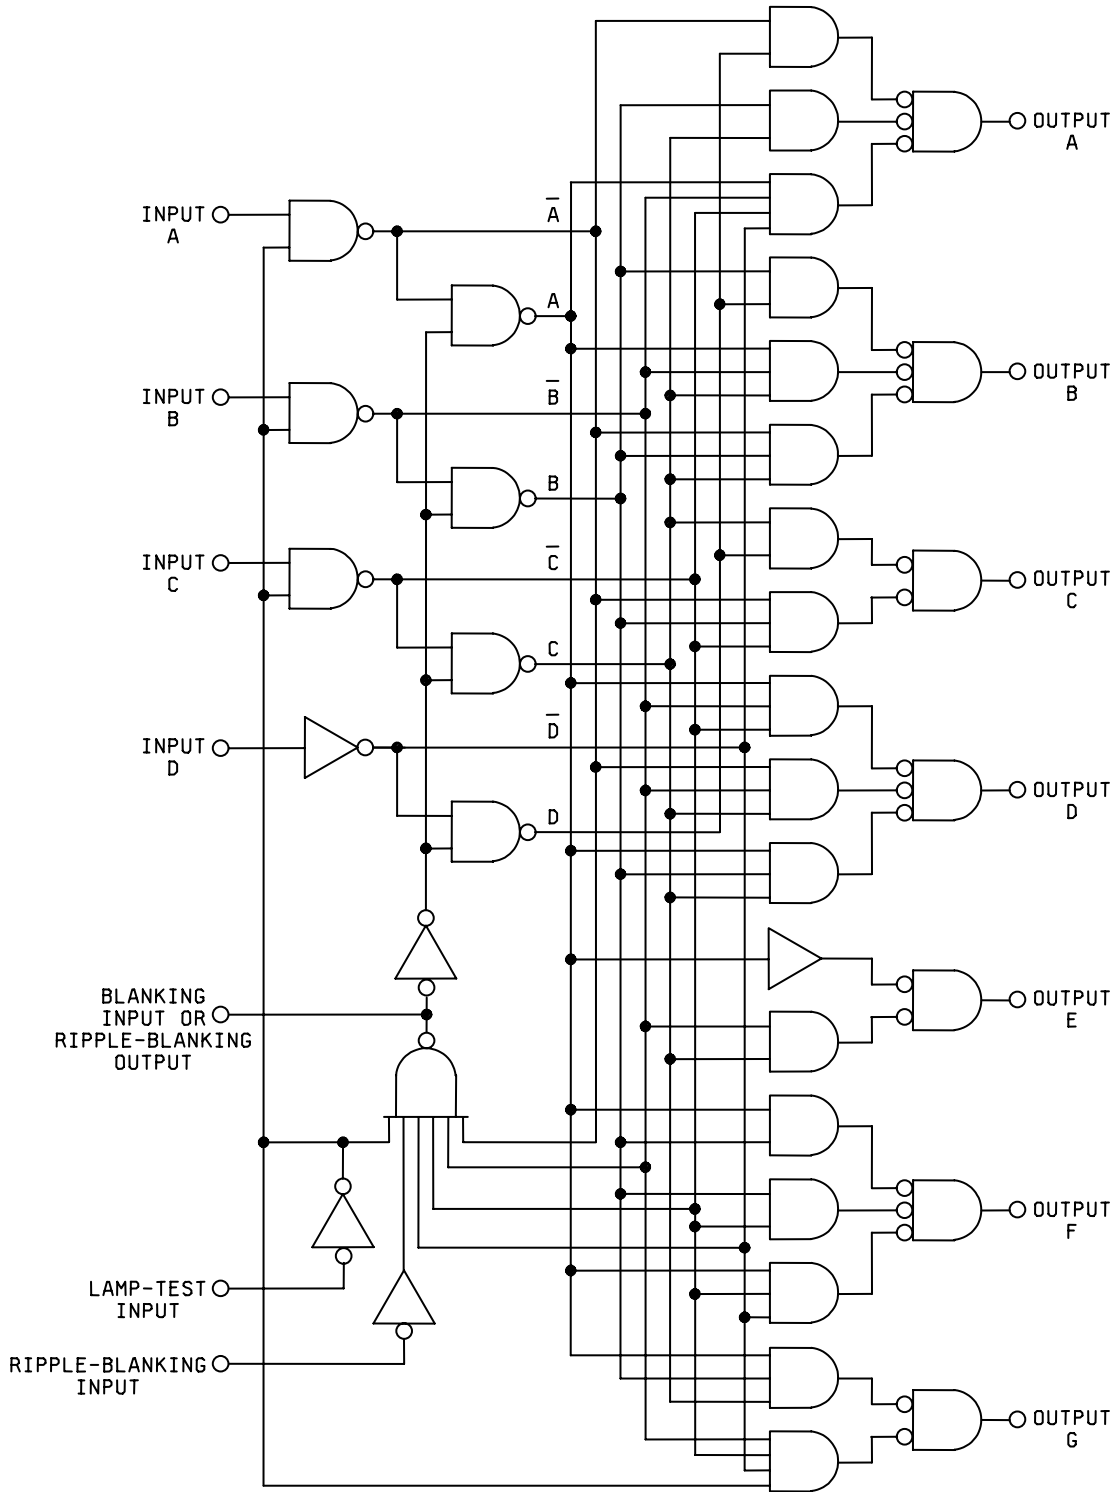 OUTPUT
A
INPUT
A
A
A
INPUT
B
B
OUTPUT
B
B
INPUT
C
C
OUTPUT
C
C
INPUT
D
D
OUTPUT
D
D
BLANKING
INPUT OR
RIPPLE-BLANKING
OUTPUT
OUTPUT
E
LAMP-TEST
INPUT
OUTPUT
F
RIPPLE-BLANKING
INPUT
OUTPUT
G